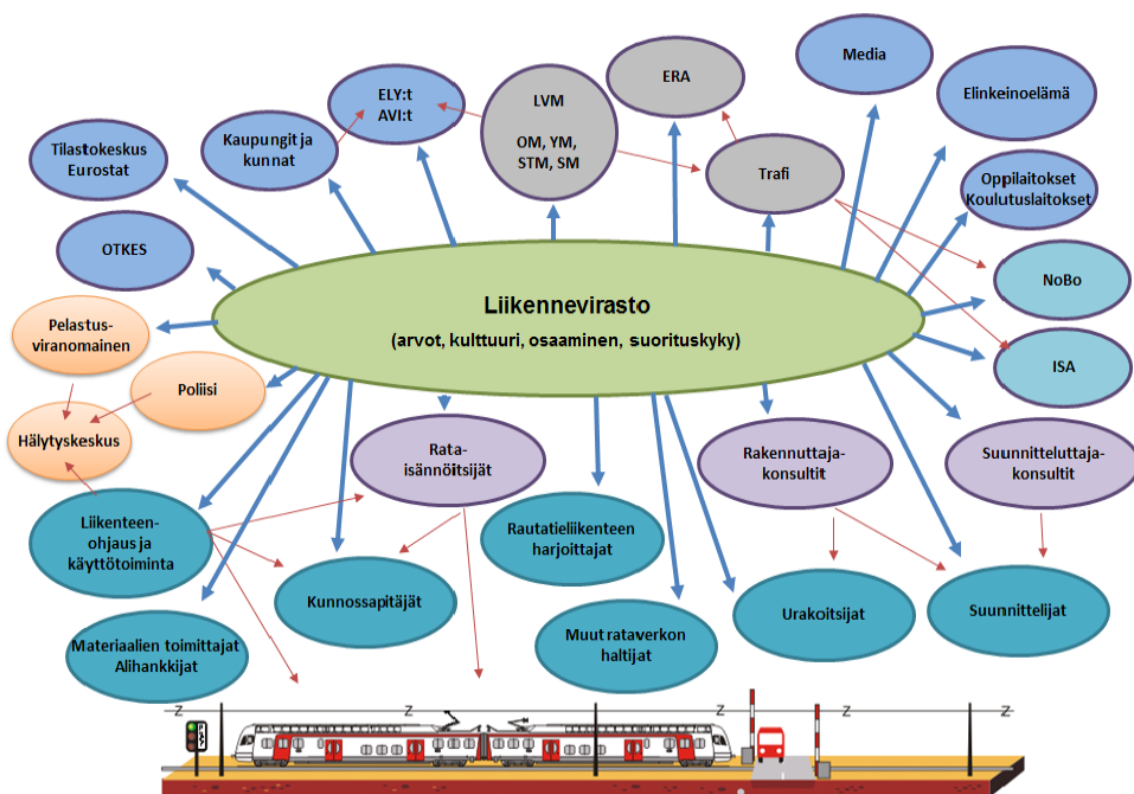 Media
ERA
ELY:t
AVI:t
LVM
OM, YM,
STM, SM
Elinkeinoelämä
Kaupungit ja
kunnat
Tilastokeskus
Eurostat
Trafi
Oppilaitokset
Koulutuslaitokset
OTKES
NoBo
Liikennevirasto
(arvot, kulttuuri, osaaminen, suorituskyky)
Pelastus-
viranomainen
ISA
Poliisi
Hälytyskeskus
Rata-
isännöitsijät
Rakennuttaja-
konsultit
Suunnitteluttaja-
konsultit
Liikenteen-
ohjaus ja
käyttötoiminta
Rautatieliikenteen
harjoittajat
Kunnossapitäjät
Urakoitsijat
Suunnittelijat
Materiaalien toimittajat
Alihankkijat
Muut rataverkon
haltijat
Z
Z
Z
Z
Z